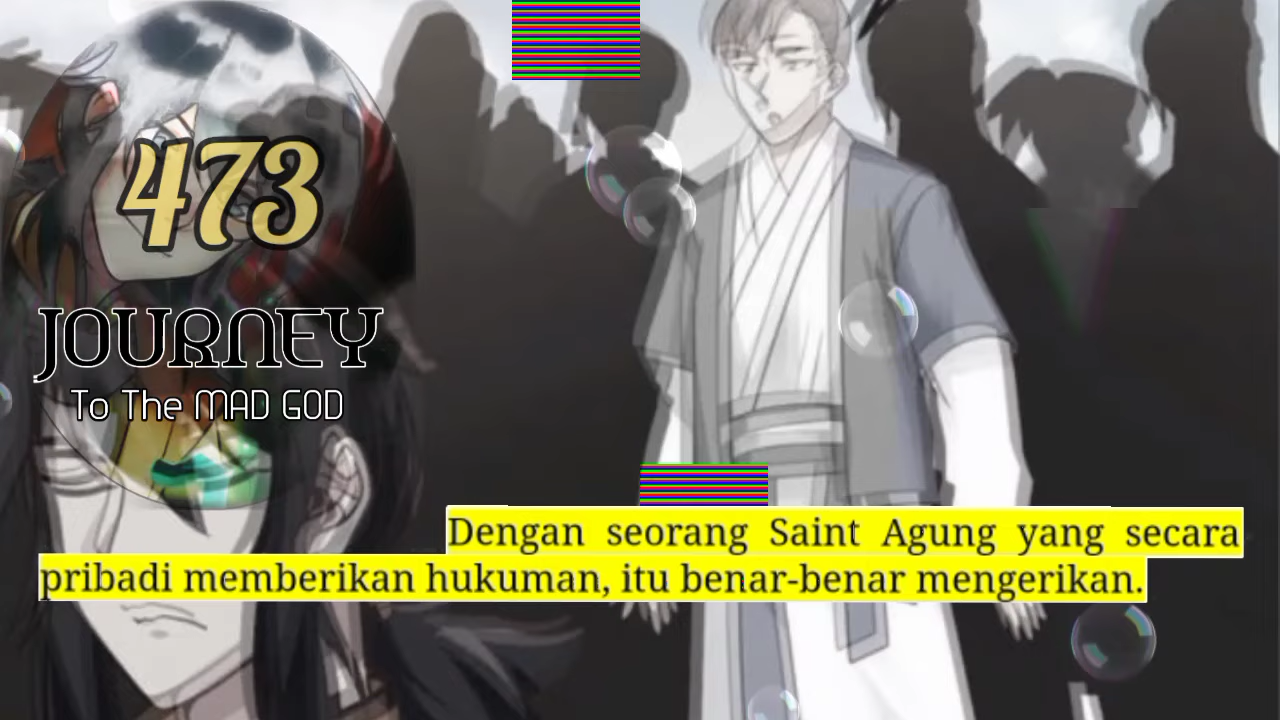 473
JOURNEY
To The MAD GOD
Dengan seorang Saint Agung yang secara
pribadi memberikan hukuman, itu benar-benar mengerikan.